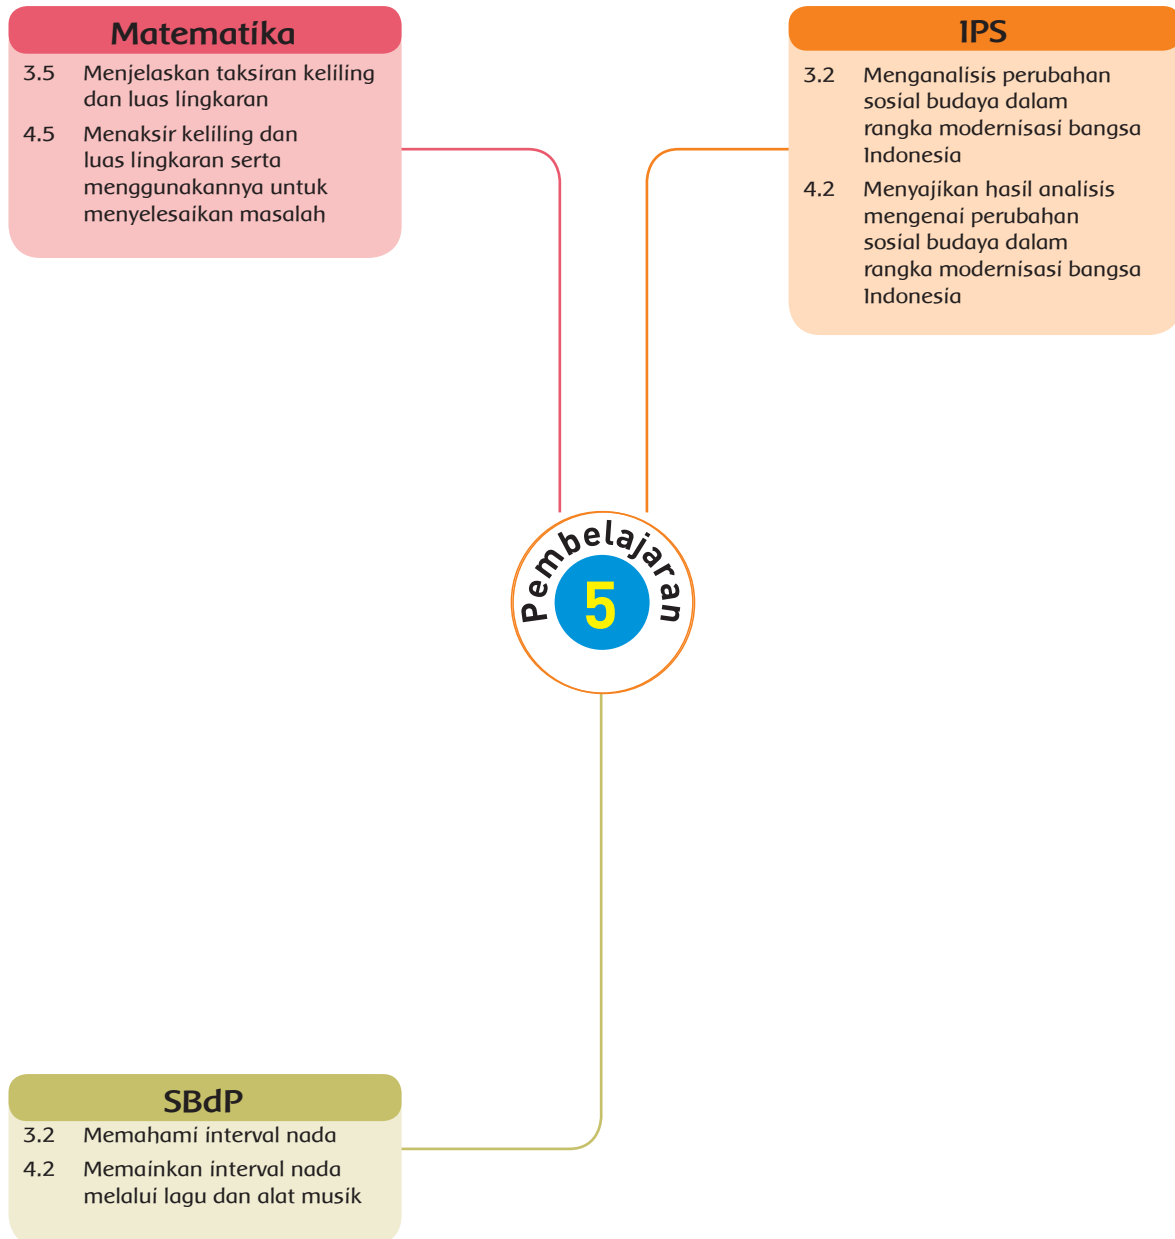 Matematika
3.5 Menjelaskan taksiran keliling
dan luas lingkaran
4.5 Menaksir keliling dan
luas lingkaran serta
menggunakannya untuk
menyelesaikan masalah
IPS
3.2 Menganalisis perubahan
sosial budaya dalam
rangka modernisasi bangsa
Indonesia
4.2 Menyajikan hasil analisis
mengenai perubahan
sosial budaya dalam
rangka modernisasi bangsa
Indonesia
Pembelajaran
5
SBdP
3.2 Memahami interval nada
4.2 Memainkan interval nada
melalui lagu dan alat musik